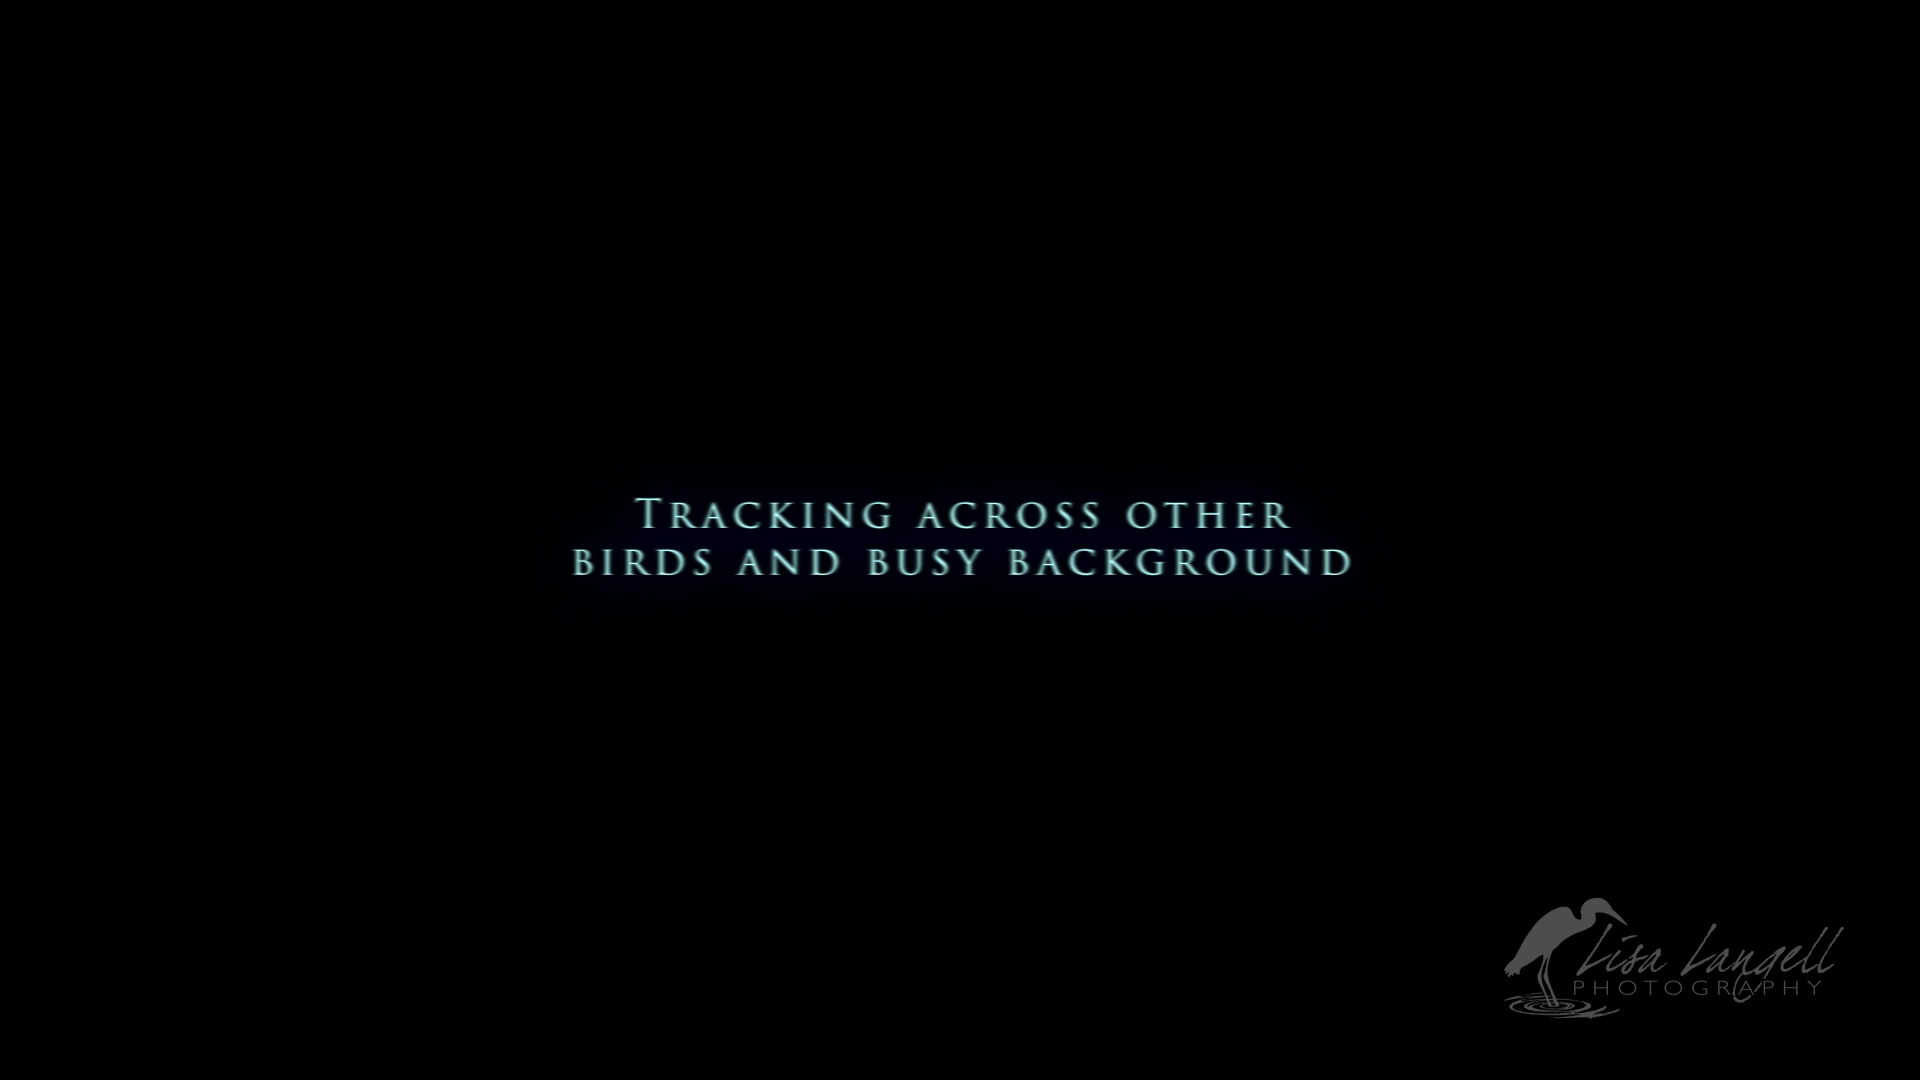 Tracking across other
birds and busy background
Lisa Langell
PHOTOGRAPHY